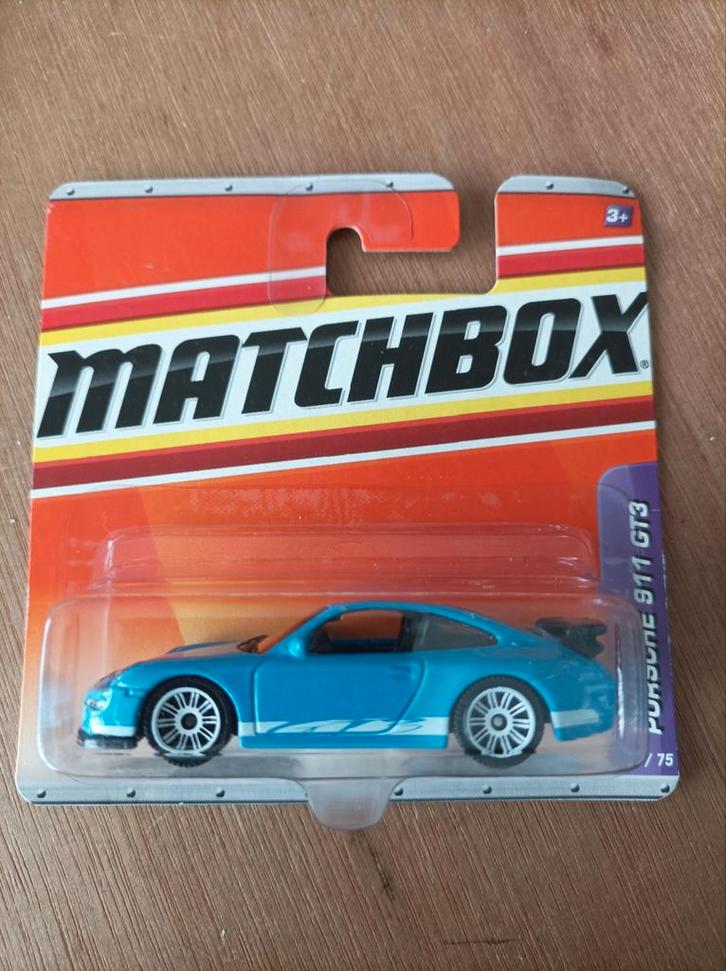 3+
MATCHBOX®
PORSCHE 911 GT3
/ 75